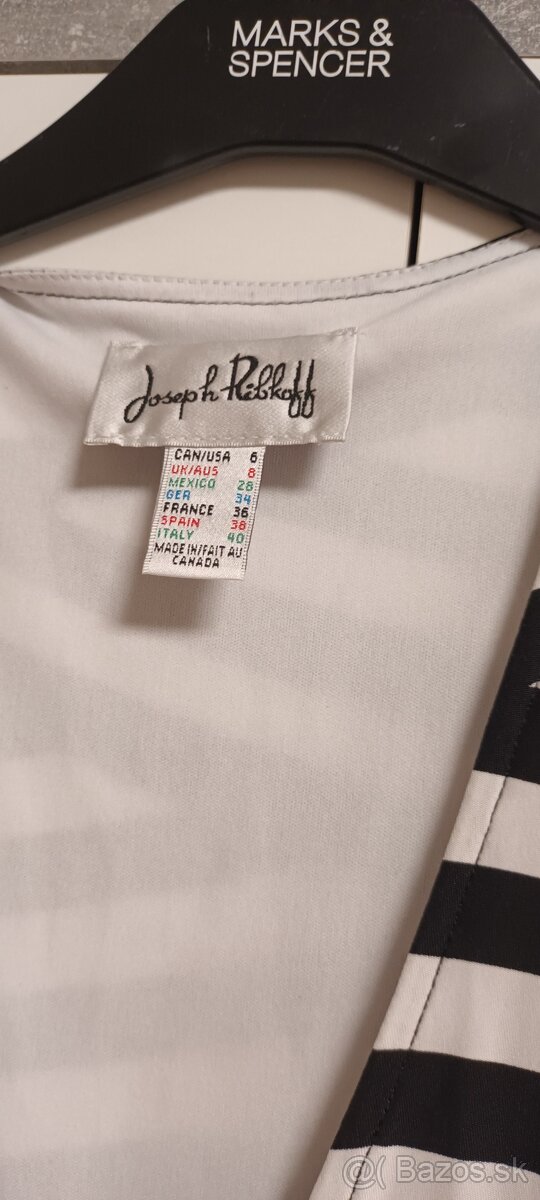 MARKS &
SPENCER
Joseph Ribkoff
CAN/USA 6
UK/AUS 8
MEXICO 28
GER 34
FRANCE 36
SPAIN 38
ITALY 40
MADE IN/FAIT AU
CANADA
Bazos.sk